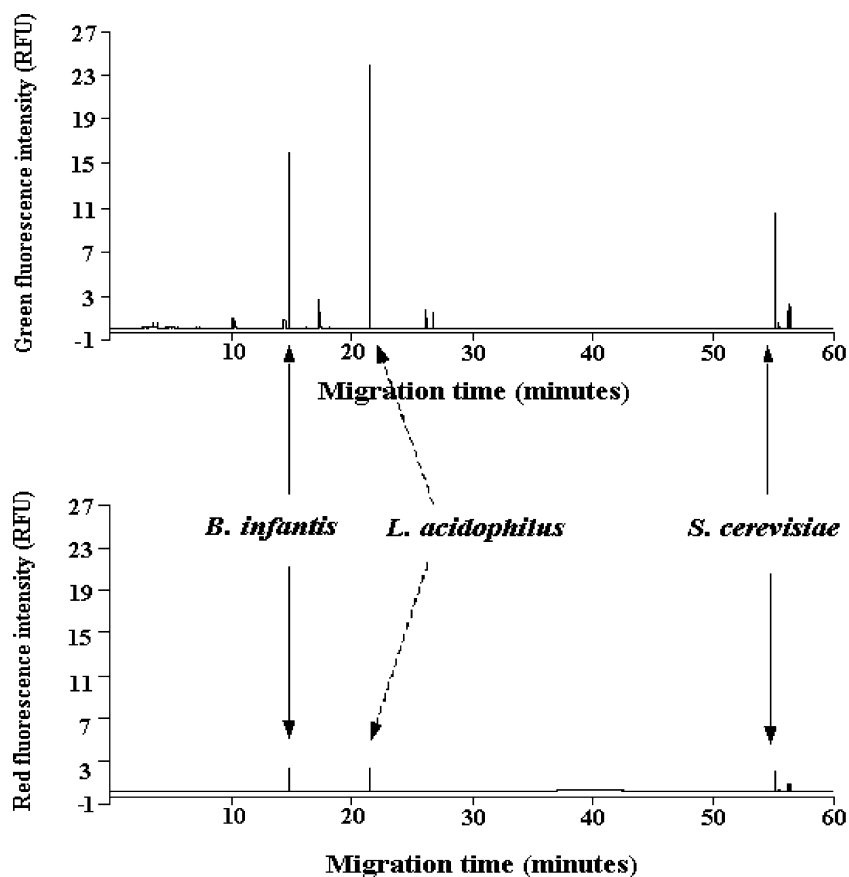 Green fluorescence intensity (RFU)
27
23
19
15
11
7
3
-1
10 20 30 40 50 60
Migration time (minutes)
B. infantis L. acidophilus S. cerevisiae
Red fluorescence intensity (RFU)
27
23
19
15
11
7
3
-1
10 20 30 40 50 60
Migration time (minutes)